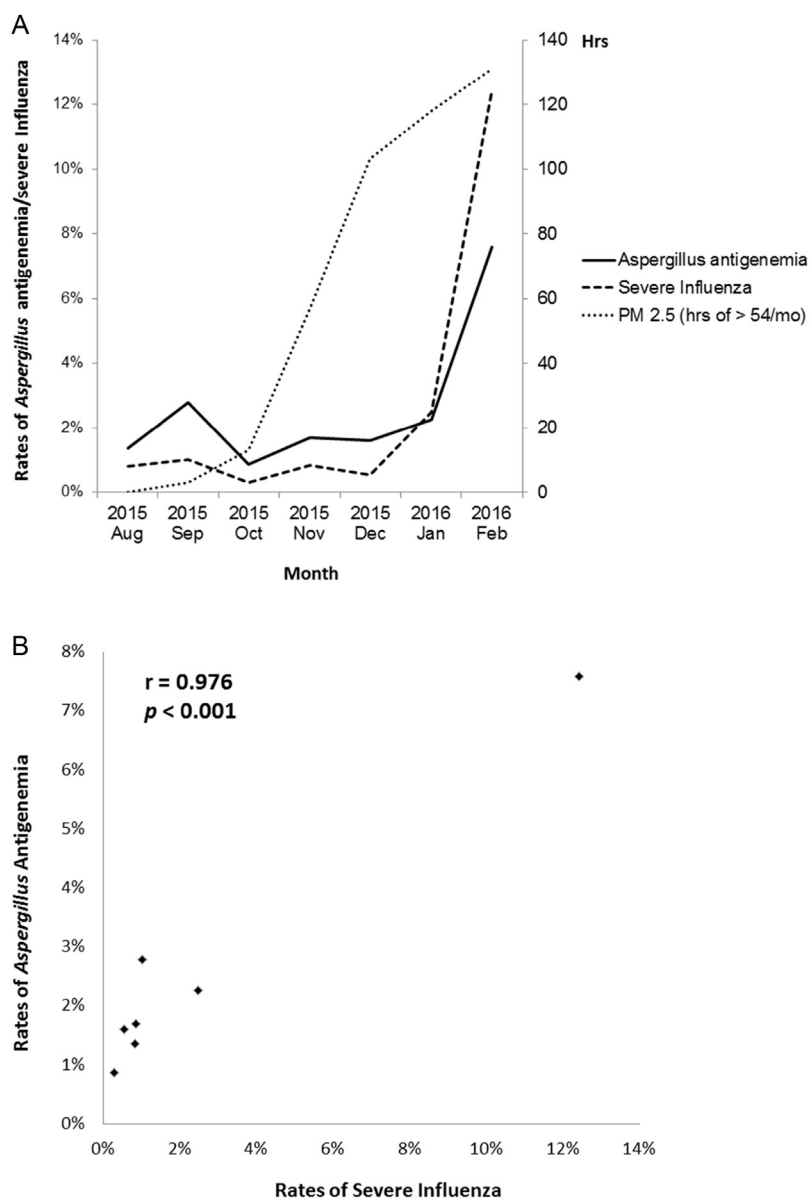 A
14%
12%
10%
8%
6%
4%
2%
0%
Rates of Aspergillus antigenemia/severe Influenza
140
120
100
80
60
40
20
0
Hrs
Aspergillus antigenemia
Severe Influenza
PM 2.5 (hrs of > 54/mo)
2015 2015 2015 2015 2015 2016 2016
Aug Sep Oct Nov Dec Jan Feb
Month
B
8%
7%
6%
5%
4%
3%
2%
1%
0%
r = 0.976
p < 0.001
Rates of Aspergillus Antigenemia
0% 2% 4% 6% 8% 10% 12% 14%
Rates of Severe Influenza